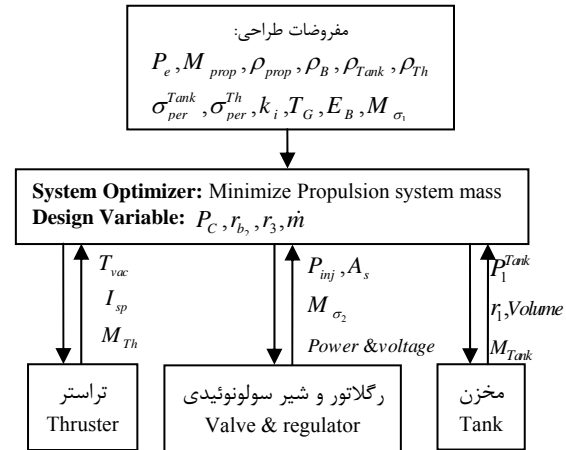 مفروضات طراحی:
P_e , M_prop , ρ_prop , ρ_B , ρ_Tank , ρ_Th
σ_per^Tank , σ_per^Th , k_i , T_G , E_B , M_σ₁
System Optimizer: Minimize Propulsion system mass
Design Variable: P_C , r_b₂ , r_3 , ṁ
T_vac
I_sp
M_Th
P_inj , A_s
M_σ₂
Power & voltage
P_1^Tank
r_1 , Volume
M_Tank
تراستر
Thruster
رگلاتور و شیر سولونوئیدی
Valve & regulator
مخزن
Tank